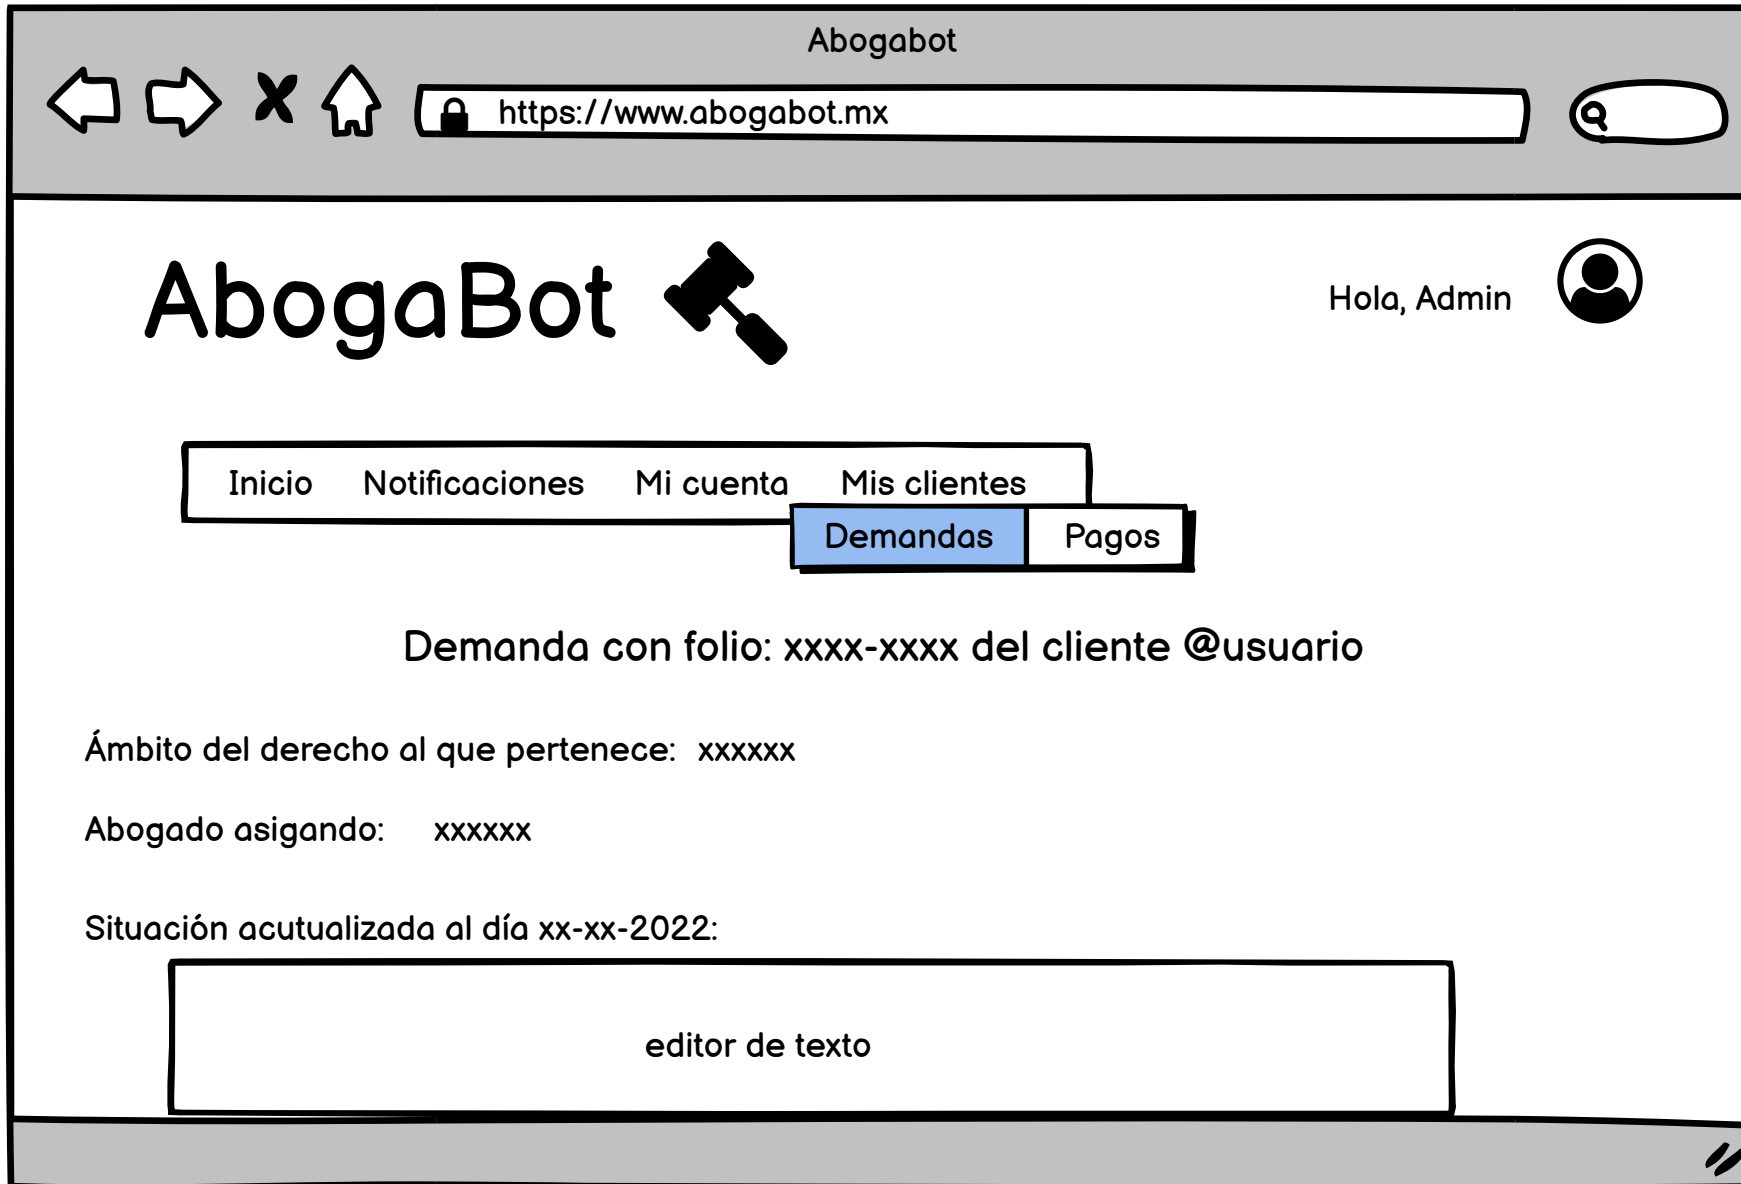 Abogabot
https://www.abogabot.mx
AbogaBot
Hola, Admin
Inicio Notificaciones Mi cuenta Mis clientes
Demandas Pagos
Demanda con folio: xxxx-xxxx del cliente @usuario
Ámbito del derecho al que pertenece: xxxxxx
Abogado asigando: xxxxxx
Situación acutualizada al día xx-xx-2022:
editor de texto